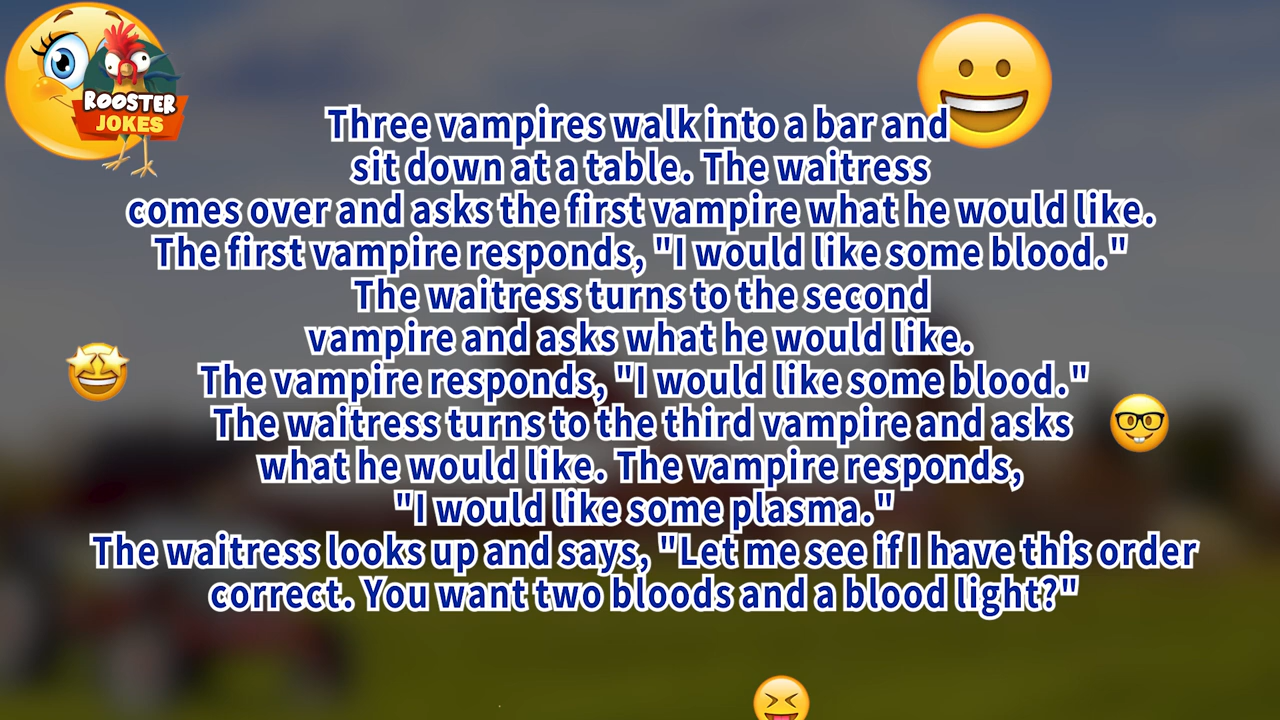 ROOSTER
JOKES
Three vampires walk into a bar and
sit down at a table. The waitress
comes over and asks the first vampire what he would like.
The first vampire responds, "I would like some blood."
The waitress turns to the second
vampire and asks what he would like.
The vampire responds, "I would like some blood."
The waitress turns to the third vampire and asks
what he would like. The vampire responds,
"I would like some plasma."
The waitress looks up and says, "Let me see if I have this order
correct. You want two bloods and a blood light?"